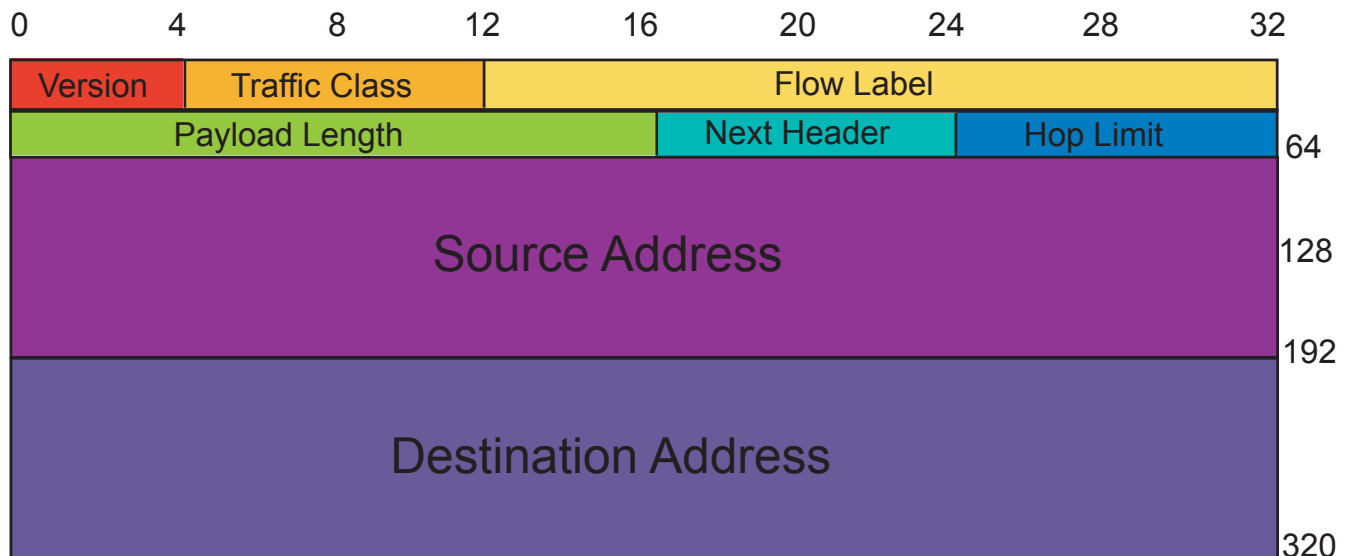 0 4 8 12 16 20 24 28 32
Version Traffic Class Flow Label
Payload Length Next Header Hop Limit 64
Source Address 128
192
Destination Address
320